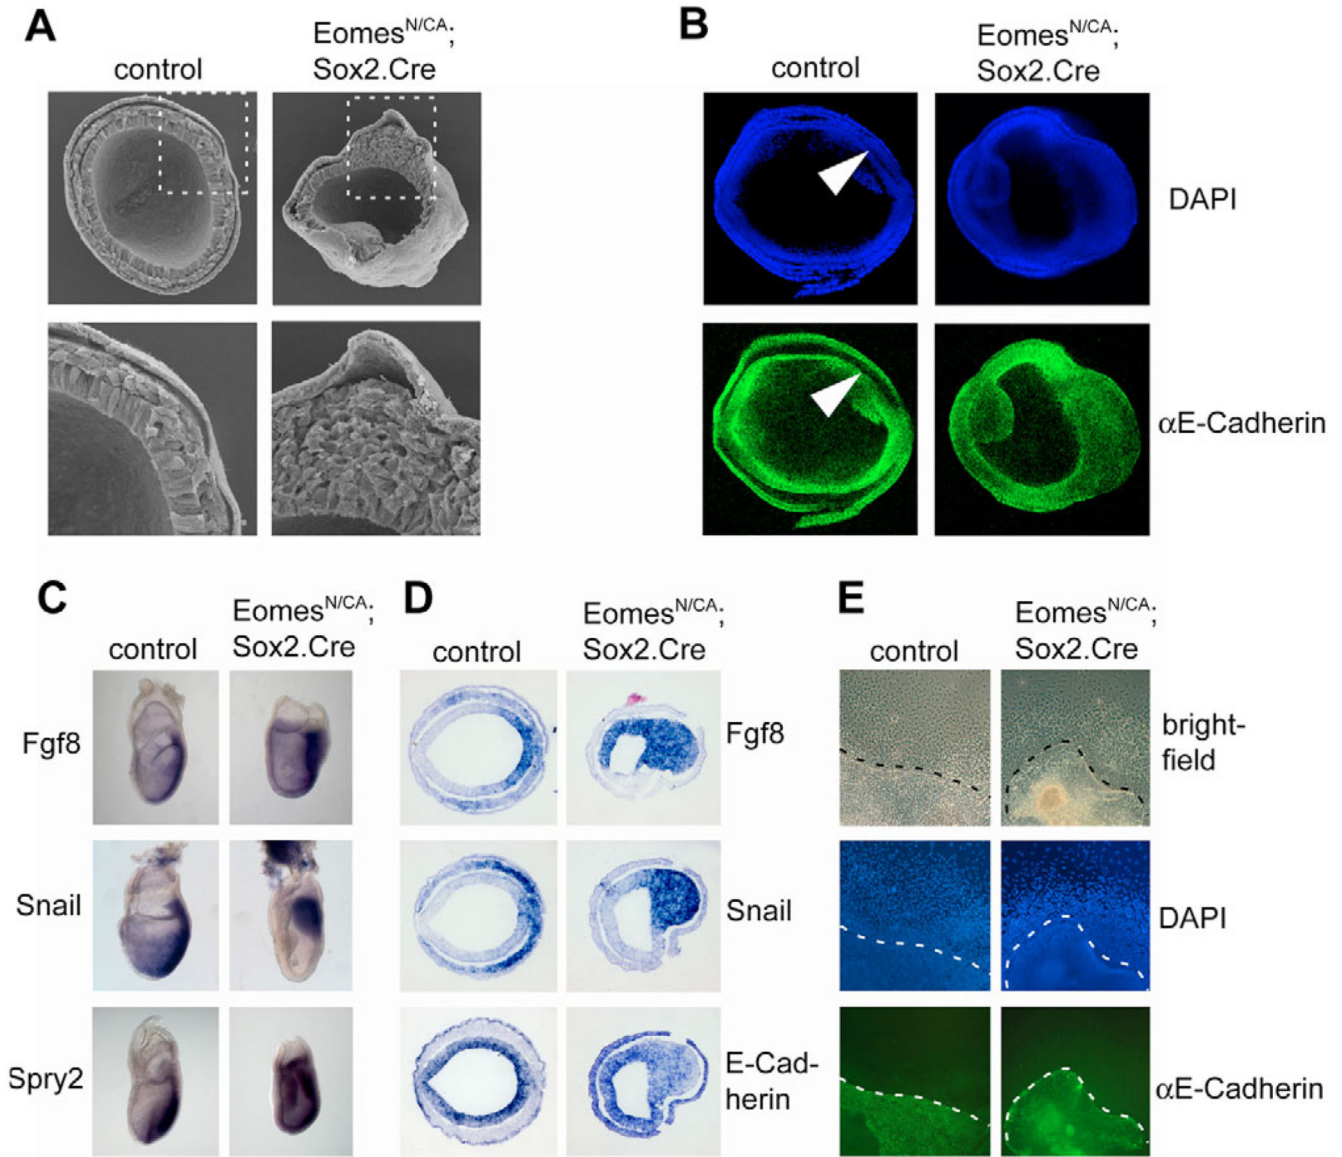 A
control
Eomes^N/CA;
Sox2.Cre
B
control
Eomes^N/CA;
Sox2.Cre
DAPI
αE-Cadherin
C
control
Eomes^N/CA;
Sox2.Cre
Fgf8
Snail
Spry2
D
control
Eomes^N/CA;
Sox2.Cre
Fgf8
Snail
E-Cad-
herin
E
control
Eomes^N/CA;
Sox2.Cre
bright-
field
DAPI
αE-Cadherin